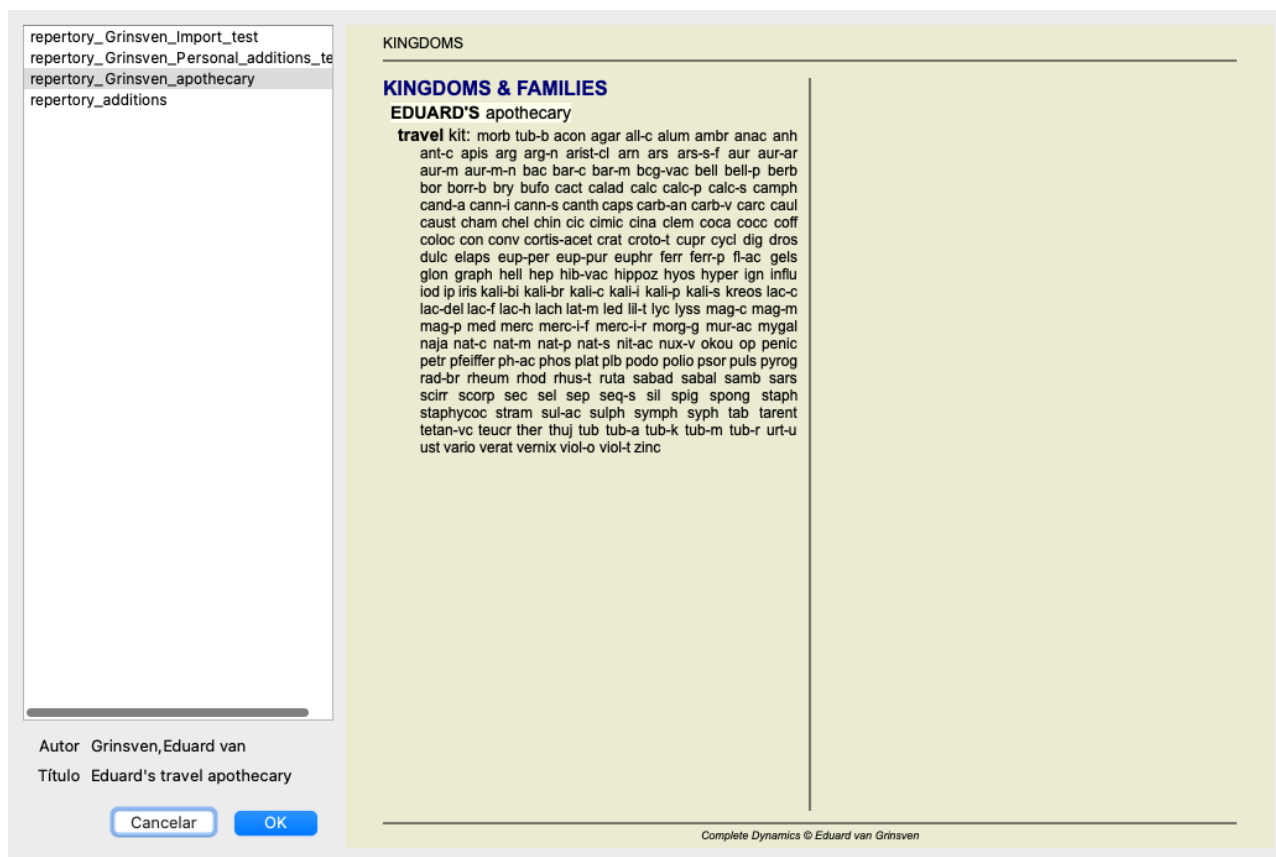 repertory_Grinsven_Import_test
repertory_Grinsven_Personal_additions_te
repertory_Grinsven_apothecary
repertory_additions
Autor Grinsven,Eduard van
Título Eduard's travel apothecary
Cancelar OK
KINGDOMS
KINGDOMS & FAMILIES
EDUARD'S apothecary
travel kit: morb tub-b acon agar all-c alum ambr anac anh
ant-c apis arg arg-n arist-cl arn ars ars-s-f aur aur-ar
aur-m aur-m-n bac bar-c bar-m bcg-vac bell bell-p berb
bor borr-b bry bufo cact calad calc calc-p calc-s camph
cand-a cann-i cann-s canth caps carb-an carb-v carc caul
caust cham chel chin cic cimic cina clem coca cocc coff
coloc con conv cortis-acet crat croto-t cupr cycl dig dros
dulc elaps eup-per eup-pur euphr ferr ferr-p fl-ac gels
glon graph hell hep hib-vac hippoz hyos hyper ign influ
iod ip iris kali-bi kali-br kali-c kali-i kali-p kali-s kreos lac-c
lac-del lac-f lac-h lach lat-m led lil-t lyc lyss mag-c mag-m
mag-p med merc merc-i-f merc-i-r morg-g mur-ac mygal
naja nat-c nat-m nat-p nat-s nit-ac nux-v okou op penic
petr pfeiffer ph-ac phos plat plb podo polio psor puls pyrog
rad-br rheum rhod rhus-t ruta sabad sabal samb sars
scirr scorp sec sel sep seq-s sil spig spong staph
staphycoc stram sul-ac sulph symph syph tab tarent
tetan-vc teucr ther thuj tub tub-a tub-k tub-m tub-r urt-u
ust vario verat vernix viol-o viol-t zinc
Complete Dynamics © Eduard van Grinsven